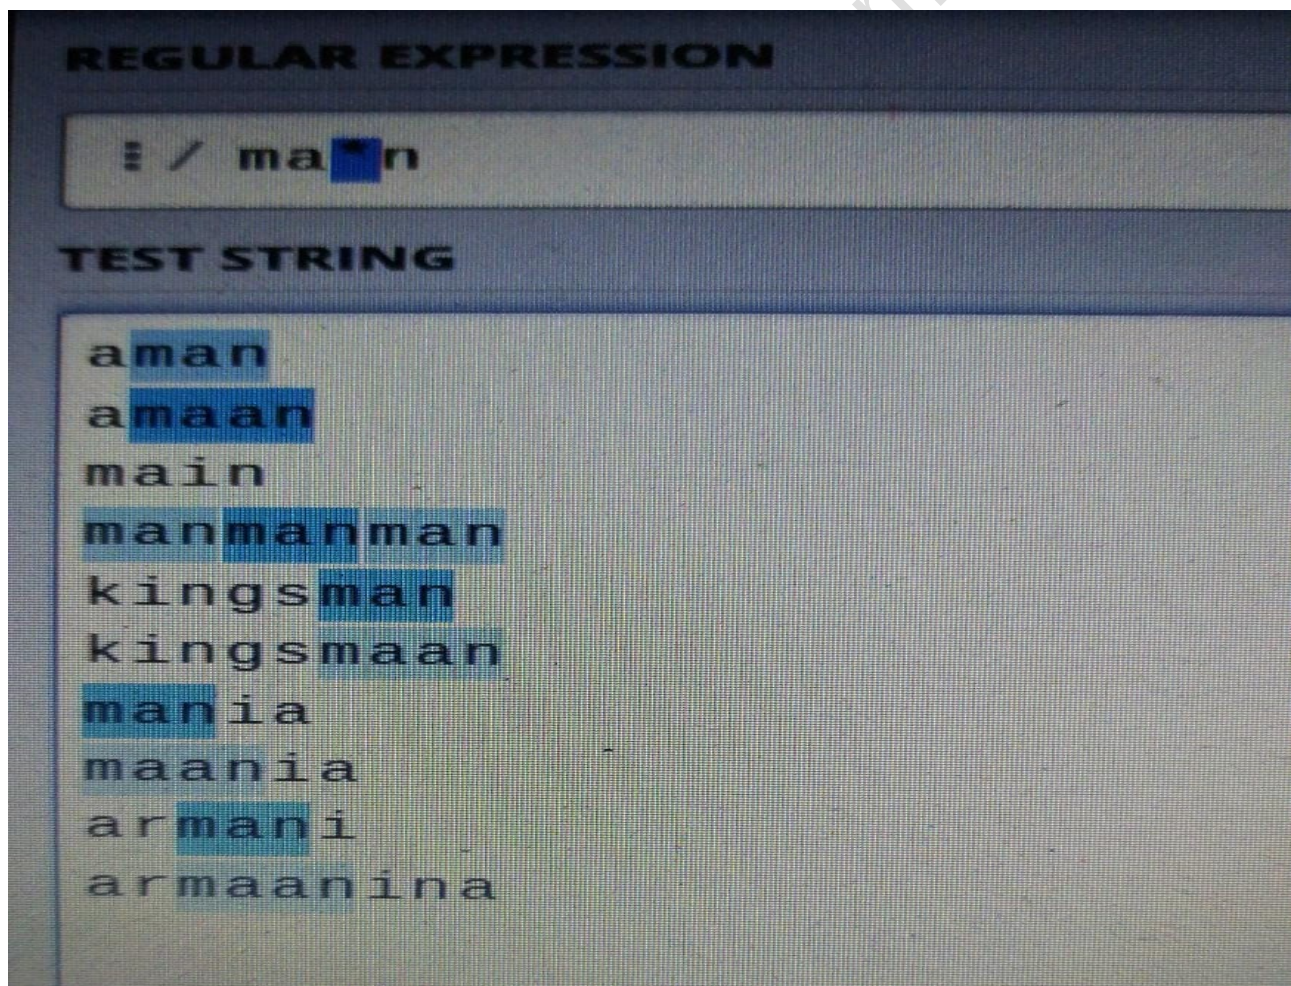 REGULAR EXPRESSION
⋮ / ma*n
TEST STRING
aman
amaan
main
manmanman
kingsman
kingsmaan
mania
maania
armani
armaanina